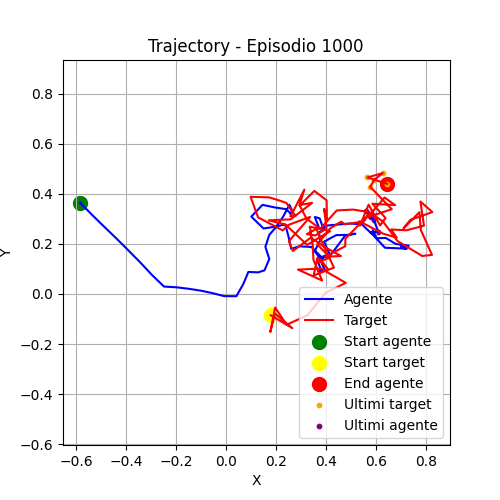 Trajectory - Episodio 1000
Y
0.8
0.6
0.4
0.2
0.0
−0.2
−0.4
−0.6
−0.6 −0.4 −0.2 0.0 0.2 0.4 0.6 0.8
X
Agente
Target
Start agente
Start target
End agente
Ultimi target
Ultimi agente